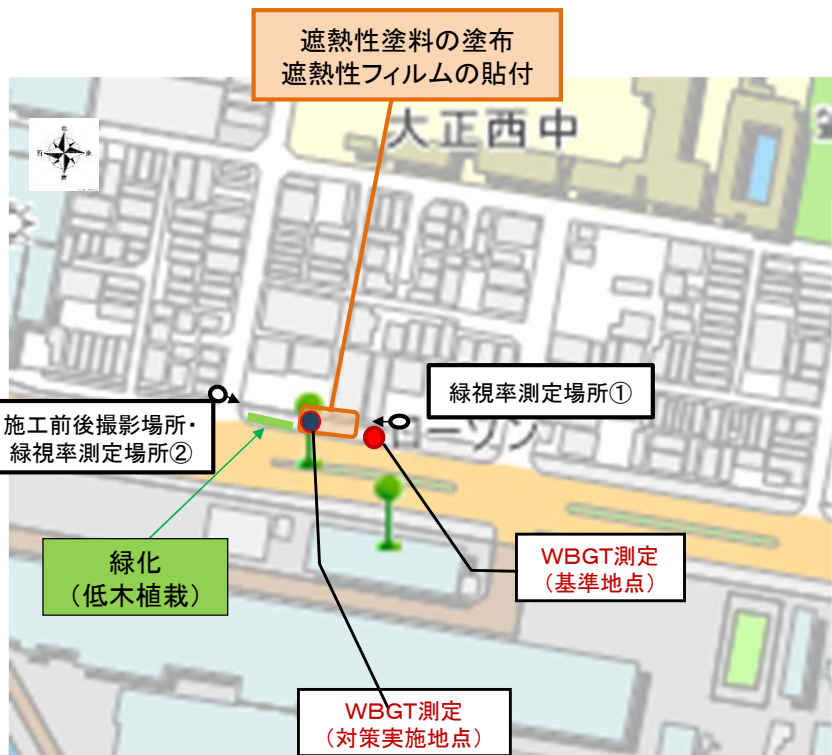 遮熱性塗料の塗布
遮熱性フィルムの貼付
大正西中
北
西
東
南
緑視率測定場所①
施工前後撮影場所・
緑視率測定場所②
ローソン
緑化
（低木植栽）
ＷＢＧＴ測定
（基準地点）
ＷＢＧＴ測定
（対策実施地点）